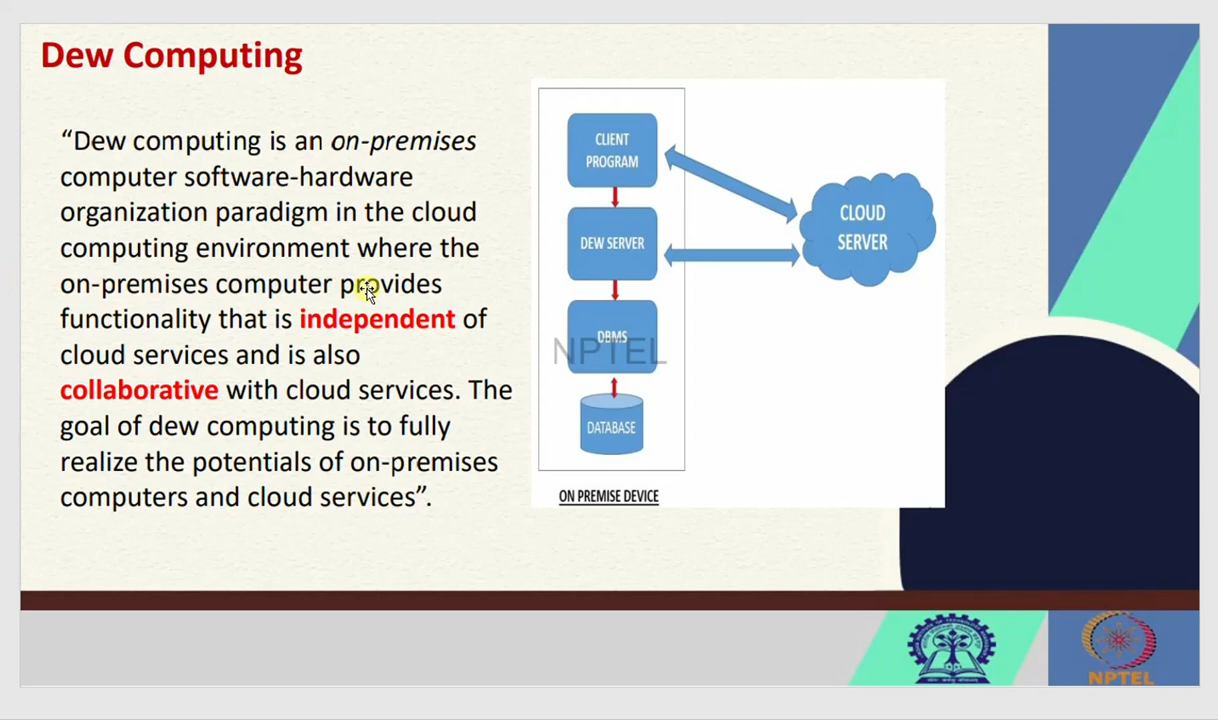 Dew Computing
“Dew computing is an on-premises
computer software-hardware
organization paradigm in the cloud
computing environment where the
on-premises computer provides
functionality that is independent of
cloud services and is also
collaborative with cloud services. The
goal of dew computing is to fully
realize the potentials of on-premises
computers and cloud services”.
CLIENT
PROGRAM
DEW SERVER
DBMS
NPTEL
DATABASE
ON PREMISE DEVICE
CLOUD
SERVER
NPTEL